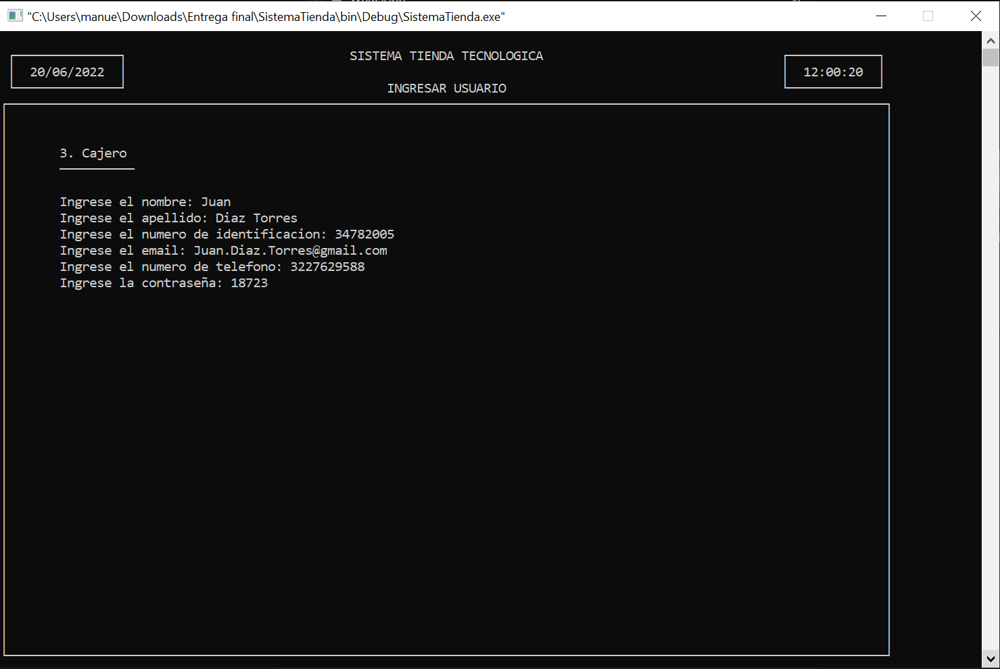 "C:\Users\manue\Downloads\Entrega final\SistemaTienda\bin\Debug\SistemaTienda.exe"
SISTEMA TIENDA TECNOLOGICA
20/06/2022
12:00:20
INGRESAR USUARIO
3. Cajero
Ingrese el nombre: Juan
Ingrese el apellido: Diaz Torres
Ingrese el numero de identificacion: 34782005
Ingrese el email: Juan.Diaz.Torres@gmail.com
Ingrese el numero de telefono: 3227629588
Ingrese la contraseña: 18723